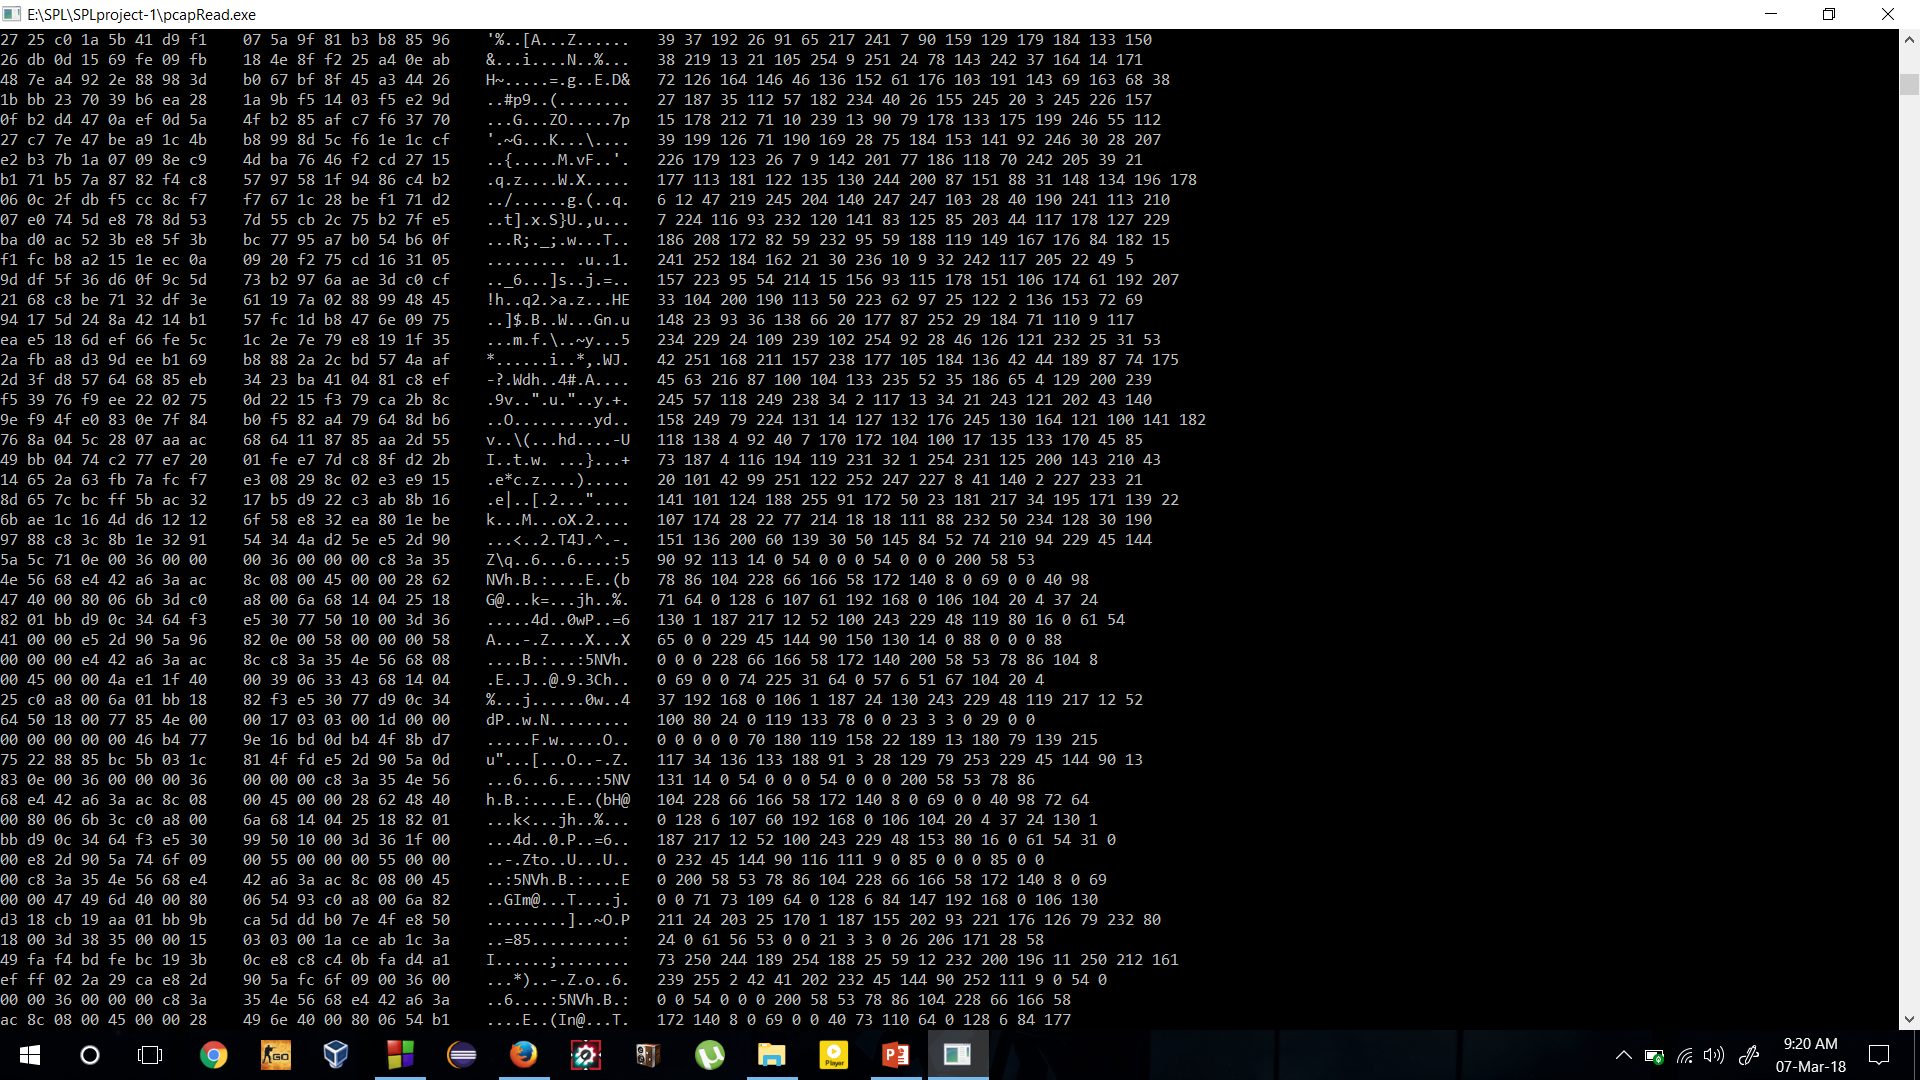 E:\SPL\SPLproject-1\pcapRead.exe
27 25 c0 1a 5b 41 d9 f1    07 5a 9f 81 b3 b8 85 96    '%..[A...Z......    39 37 192 26 91 65 217 241 7 90 159 129 179 184 133 150
26 db 0d 15 69 fe 09 fb    18 4e 8f f2 25 a4 0e ab    &...i....N..%...    38 219 13 21 105 254 9 251 24 78 143 242 37 164 14 171
48 7e a4 92 2e 88 98 3d    b0 67 bf 8f 45 a3 44 26    H~.....=.g..E.D&    72 126 164 146 46 136 152 61 176 103 191 143 69 163 68 38
1b bb 23 70 39 b6 ea 28    1a 9b f5 14 03 f5 e2 9d    ..#p9..(........    27 187 35 112 57 182 234 40 26 155 245 20 3 245 226 157
0f b2 d4 47 0a ef 0d 5a    4f b2 85 af c7 f6 37 70    ...G...ZO.....7p    15 178 212 71 10 239 13 90 79 178 133 175 199 246 55 112
27 c7 7e 47 be a9 1c 4b    b8 99 8d 5c f6 1e 1c cf    '.~G...K...\....    39 199 126 71 190 169 28 75 184 153 141 92 246 30 28 207
e2 b3 7b 1a 07 09 8e c9    4d ba 76 46 f2 cd 27 15    ..{.....M.vF..'.    226 179 123 26 7 9 142 201 77 186 118 70 242 205 39 21
b1 71 b5 7a 87 82 f4 c8    57 97 58 1f 94 86 c4 b2    .q.z....W.X.....    177 113 181 122 135 130 244 200 87 151 88 31 148 134 196 178
06 0c 2f db f5 cc 8c f7    f7 67 1c 28 be f1 71 d2    ../......g.(..q.    6 12 47 219 245 204 140 247 247 103 28 40 190 241 113 210
07 e0 74 5d e8 78 8d 53    7d 55 cb 2c 75 b2 7f e5    ..t].x.S}U.,u...    7 224 116 93 232 120 141 83 125 85 203 44 117 178 127 229
ba d0 ac 52 3b e8 5f 3b    bc 77 95 a7 b0 54 b6 0f    ...R;._;.w...T..    186 208 172 82 59 232 95 59 188 119 149 167 176 84 182 15
f1 fc b8 a2 15 1e ec 0a    09 20 f2 75 cd 16 31 05    ......... .u..1.    241 252 184 162 21 30 236 10 9 32 242 117 205 22 49 5
9d df 5f 36 d6 0f 9c 5d    73 b2 97 6a ae 3d c0 cf    .._6...]s..j.=..    157 223 95 54 214 15 156 93 115 178 151 106 174 61 192 207
21 68 c8 be 71 32 df 3e    61 19 7a 02 88 99 48 45    !h..q2.>a.z...HE    33 104 200 190 113 50 223 62 97 25 122 2 136 153 72 69
94 17 5d 24 8a 42 14 b1    57 fc 1d b8 47 6e 09 75    ..]$.B..W...Gn.u    148 23 93 36 138 66 20 177 87 252 29 184 71 110 9 117
ea e5 18 6d ef 66 fe 5c    1c 2e 7e 79 e8 19 1f 35    ...m.f.\..~y...5    234 229 24 109 239 102 254 92 28 46 126 121 232 25 31 53
2a fb a8 d3 9d ee b1 69    b8 88 2a 2c bd 57 4a af    *......i..*,.WJ.    42 251 168 211 157 238 177 105 184 136 42 44 189 87 74 175
2d 3f d8 57 64 68 85 eb    34 23 ba 41 04 81 c8 ef    -?.Wdh..4#.A....    45 63 216 87 100 104 133 235 52 35 186 65 4 129 200 239
f5 39 76 f9 ee 22 02 75    0d 22 15 f3 79 ca 2b 8c    .9v..".u."..y.+.    245 57 118 249 238 34 2 117 13 34 21 243 121 202 43 140
9e f9 4f e0 83 0e 7f 84    b0 f5 82 a4 79 64 8d b6    ..O.........yd..    158 249 79 224 131 14 127 132 176 245 130 164 121 100 141 182
76 8a 04 5c 28 07 aa ac    68 64 11 87 85 aa 2d 55    v..\(...hd....-U    118 138 4 92 40 7 170 172 104 100 17 135 133 170 45 85
49 bb 04 74 c2 77 e7 20    01 fe e7 7d c8 8f d2 2b    I..t.w. ...}...+    73 187 4 116 194 119 231 32 1 254 231 125 200 143 210 43
14 65 2a 63 fb 7a fc f7    e3 08 29 8c 02 e3 e9 15    .e*c.z....).....    20 101 42 99 251 122 252 247 227 8 41 140 2 227 233 21
8d 65 7c bc ff 5b ac 32    17 b5 d9 22 c3 ab 8b 16    .e|..[.2..."....    141 101 124 188 255 91 172 50 23 181 217 34 195 171 139 22
6b ae 1c 16 4d d6 12 12    6f 58 e8 32 ea 80 1e be    k...M...oX.2....    107 174 28 22 77 214 18 18 111 88 232 50 234 128 30 190
97 88 c8 3c 8b 1e 32 91    54 34 4a d2 5e e5 2d 90    ...<..2.T4J.^.-.    151 136 200 60 139 30 50 145 84 52 74 210 94 229 45 144
5a 5c 71 0e 00 36 00 00    00 36 00 00 00 c8 3a 35    Z\q..6...6....:5    90 92 113 14 0 54 0 0 0 54 0 0 0 200 58 53
4e 56 68 e4 42 a6 3a ac    8c 08 00 45 00 00 28 62    NVh.B.:....E..(b    78 86 104 228 66 166 58 172 140 8 0 69 0 0 40 98
47 40 00 80 06 6b 3d c0    a8 00 6a 68 14 04 25 18    G@...k=...jh..%.    71 64 0 128 6 107 61 192 168 0 106 104 20 4 37 24
82 01 bb d9 0c 34 64 f3    e5 30 77 50 10 00 3d 36    .....4d..0wP..=6    130 1 187 217 12 52 100 243 229 48 119 80 16 0 61 54
41 00 00 e5 2d 90 5a 96    82 0e 00 58 00 00 00 58    A...-.Z....X...X    65 0 0 229 45 144 90 150 130 14 0 88 0 0 0 88
00 00 00 e4 42 a6 3a ac    8c c8 3a 35 4e 56 68 08    ....B.:...:5NVh.    0 0 0 228 66 166 58 172 140 200 58 53 78 86 104 8
00 45 00 00 4a e1 1f 40    00 39 06 33 43 68 14 04    .E..J..@.9.3Ch..    0 69 0 0 74 225 31 64 0 57 6 51 67 104 20 4
25 c0 a8 00 6a 01 bb 18    82 f3 e5 30 77 d9 0c 34    %...j......0w..4    37 192 168 0 106 1 187 24 130 243 229 48 119 217 12 52
64 50 18 00 77 85 4e 00    00 17 03 03 00 1d 00 00    dP..w.N.........    100 80 24 0 119 133 78 0 0 23 3 3 0 29 0 0
00 00 00 00 00 46 b4 77    9e 16 bd 0d b4 4f 8b d7    .....F.w.....O..    0 0 0 0 0 70 180 119 158 22 189 13 180 79 139 215
75 22 88 85 bc 5b 03 1c    81 4f fd e5 2d 90 5a 0d    u"...[...O..-.Z.    117 34 136 133 188 91 3 28 129 79 253 229 45 144 90 13
83 0e 00 36 00 00 00 36    00 00 00 c8 3a 35 4e 56    ...6...6....:5NV    131 14 0 54 0 0 0 54 0 0 0 200 58 53 78 86
68 e4 42 a6 3a ac 8c 08    00 45 00 00 28 62 48 40    h.B.:....E..(bH@    104 228 66 166 58 172 140 8 0 69 0 0 40 98 72 64
00 80 06 6b 3c c0 a8 00    6a 68 14 04 25 18 82 01    ...k<...jh..%...    0 128 6 107 60 192 168 0 106 104 20 4 37 24 130 1
bb d9 0c 34 64 f3 e5 30    99 50 10 00 3d 36 1f 00    ...4d..0.P..=6..    187 217 12 52 100 243 229 48 153 80 16 0 61 54 31 0
00 e8 2d 90 5a 74 6f 09    00 55 00 00 00 55 00 00    ..-.Zto..U...U..    0 232 45 144 90 116 111 9 0 85 0 0 0 85 0 0
00 c8 3a 35 4e 56 68 e4    42 a6 3a ac 8c 08 00 45    ..:5NVh.B.:....E    0 200 58 53 78 86 104 228 66 166 58 172 140 8 0 69
00 00 47 49 6d 40 00 80    06 54 93 c0 a8 00 6a 82    ..GIm@...T....j.    0 0 71 73 109 64 0 128 6 84 147 192 168 0 106 130
d3 18 cb 19 aa 01 bb 9b    ca 5d dd b0 7e 4f e8 50    .........]..~O.P    211 24 203 25 170 1 187 155 202 93 221 176 126 79 232 80
18 00 3d 38 35 00 00 15    03 03 00 1a ce ab 1c 3a    ..=85..........:    24 0 61 56 53 0 0 21 3 3 0 26 206 171 28 58
49 fa f4 bd fe bc 19 3b    0c e8 c8 c4 0b fa d4 a1    I......;........    73 250 244 189 254 188 25 59 12 232 200 196 11 250 212 161
ef ff 02 2a 29 ca e8 2d    90 5a fc 6f 09 00 36 00    ...*)..-.Z.o..6.    239 255 2 42 41 202 232 45 144 90 252 111 9 0 54 0
00 00 36 00 00 00 c8 3a    35 4e 56 68 e4 42 a6 3a    ..6....:5NVh.B.:    0 0 54 0 0 0 200 58 53 78 86 104 228 66 166 58
ac 8c 08 00 45 00 00 28    49 6e 40 00 80 06 54 b1    ....E..(In@...T.    172 140 8 0 69 0 0 40 73 110 64 0 128 6 84 177
GO
Player
9:20 AM
07-Mar-18